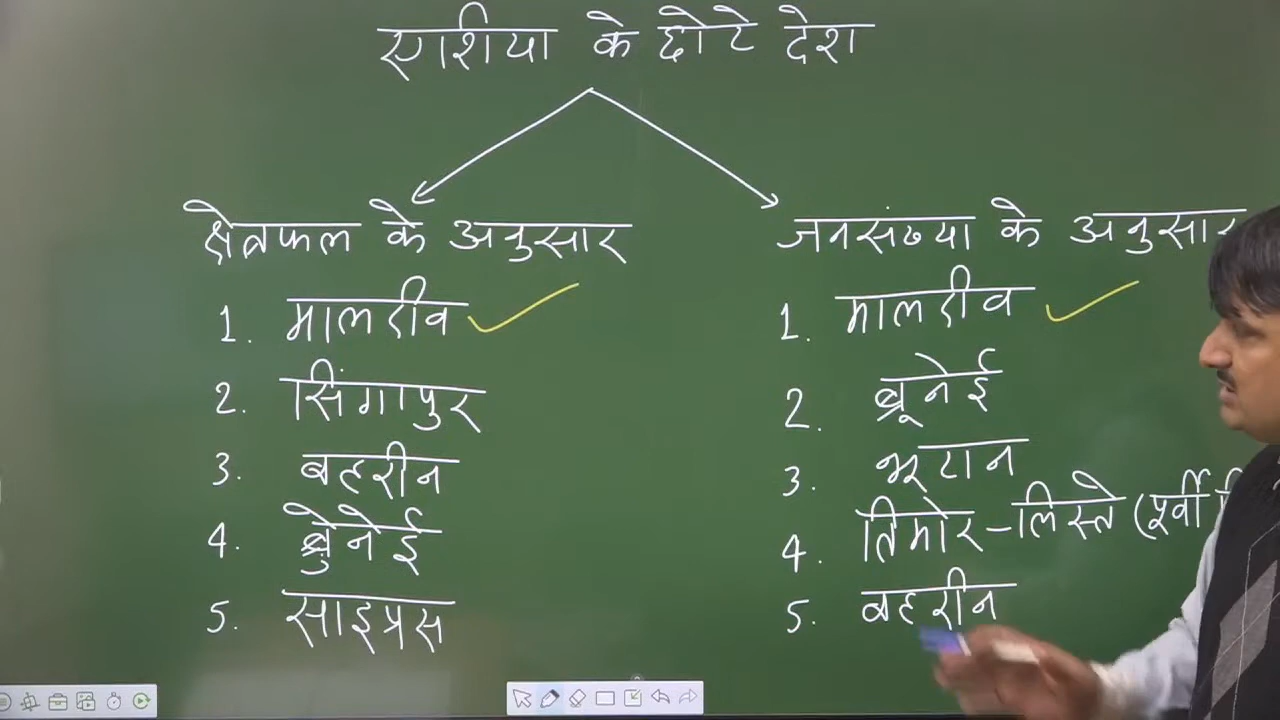 एशिया के छोटे देश
क्षेत्रफल के अनुसार
1. मालदीव
2. सिंगापुर
3. बहरीन
4. ब्रुनेई
5. साइप्रस
जनसंख्या के अनुसार
1. मालदीव
2. ब्रूनेई
3. भूटान
4. तिमोर-लिस्ते (पूर्वी
5. बहरीन